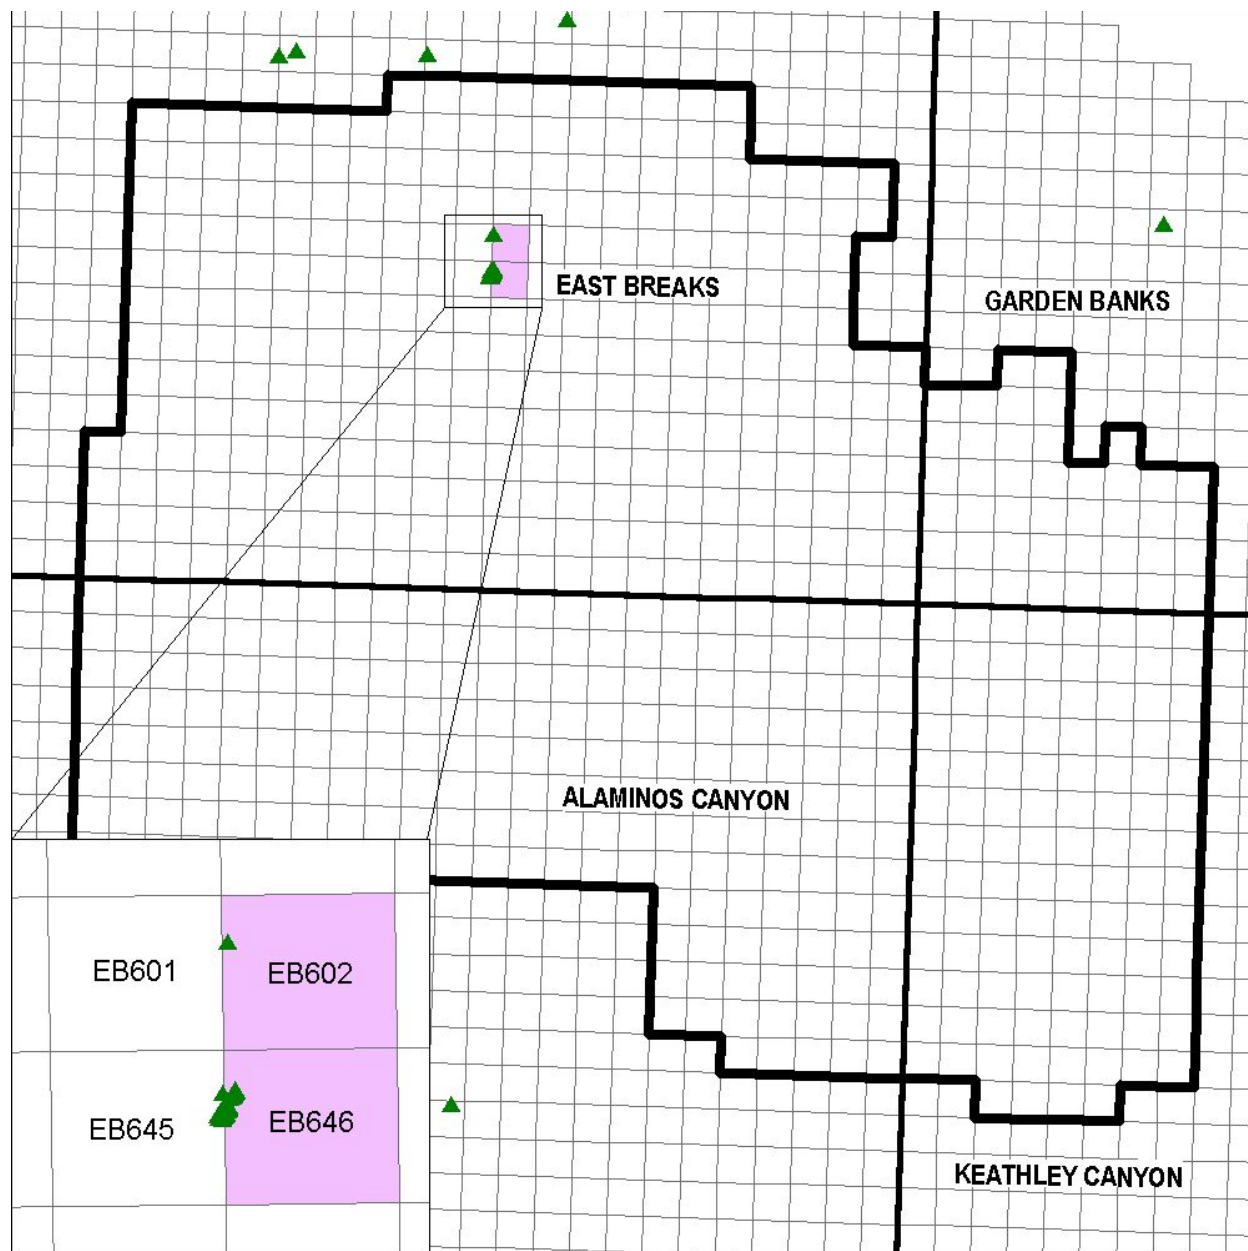 EAST BREAKS
GARDEN BANKS
ALAMINOS CANYON
EB601
EB602
EB645
EB646
KEATHLEY CANYON